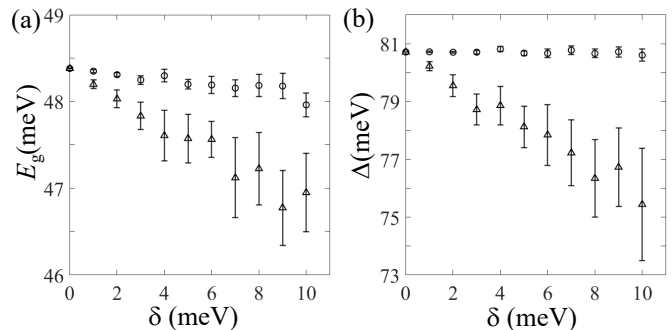 (a)
49
48
47
46
E_g(meV)
0 2 4 6 8 10
δ (meV)
(b)
81
79
77
75
73
Δ(meV)
0 2 4 6 8 10
δ (meV)